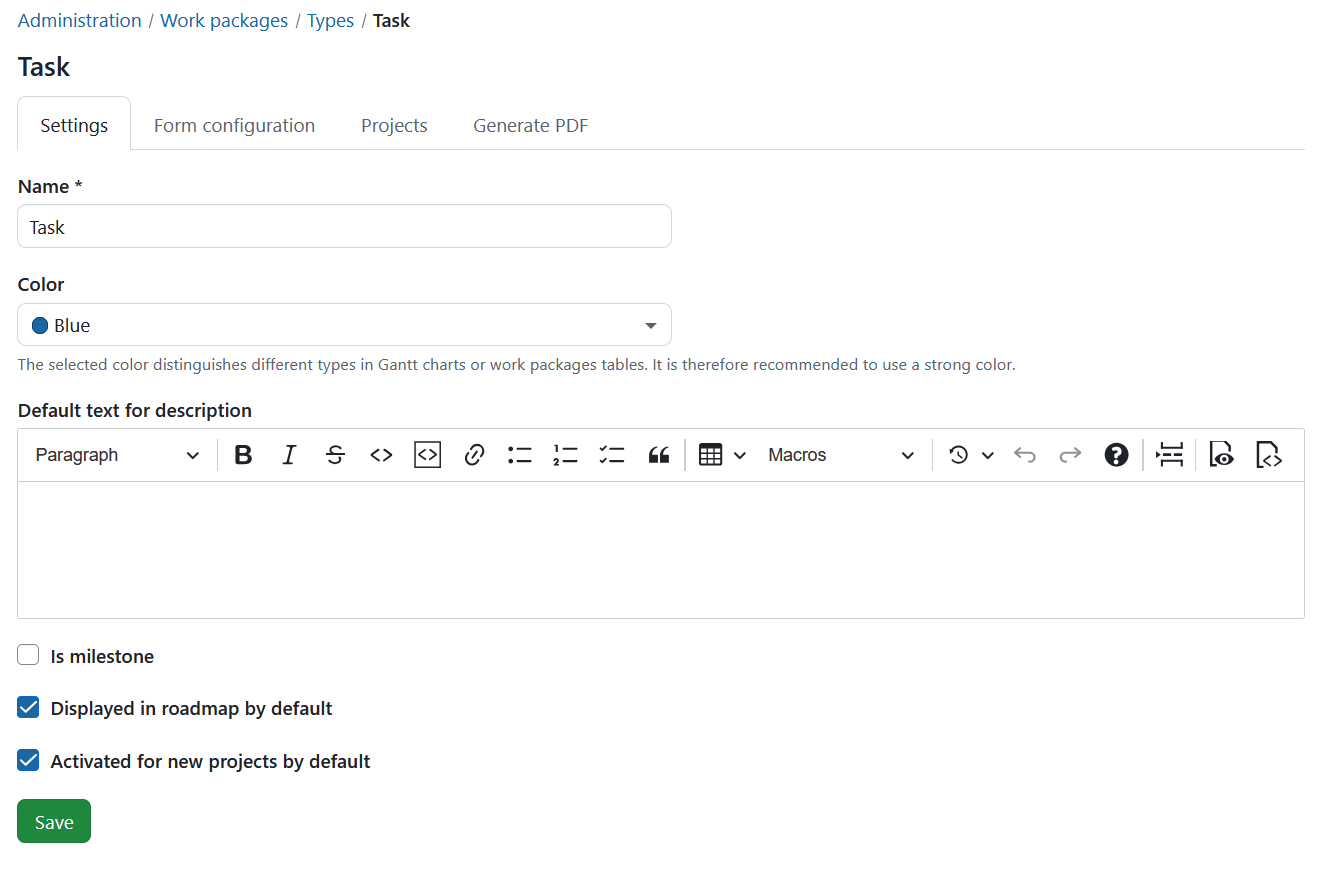 Administration / Work packages / Types / Task
Task
Settings Form configuration Projects Generate PDF
Name *
Task
Color
Blue
The selected color distinguishes different types in Gantt charts or work packages tables. It is therefore recommended to use a strong color.
Default text for description
Paragraph Macros
Is milestone
Displayed in roadmap by default
Activated for new projects by default
Save